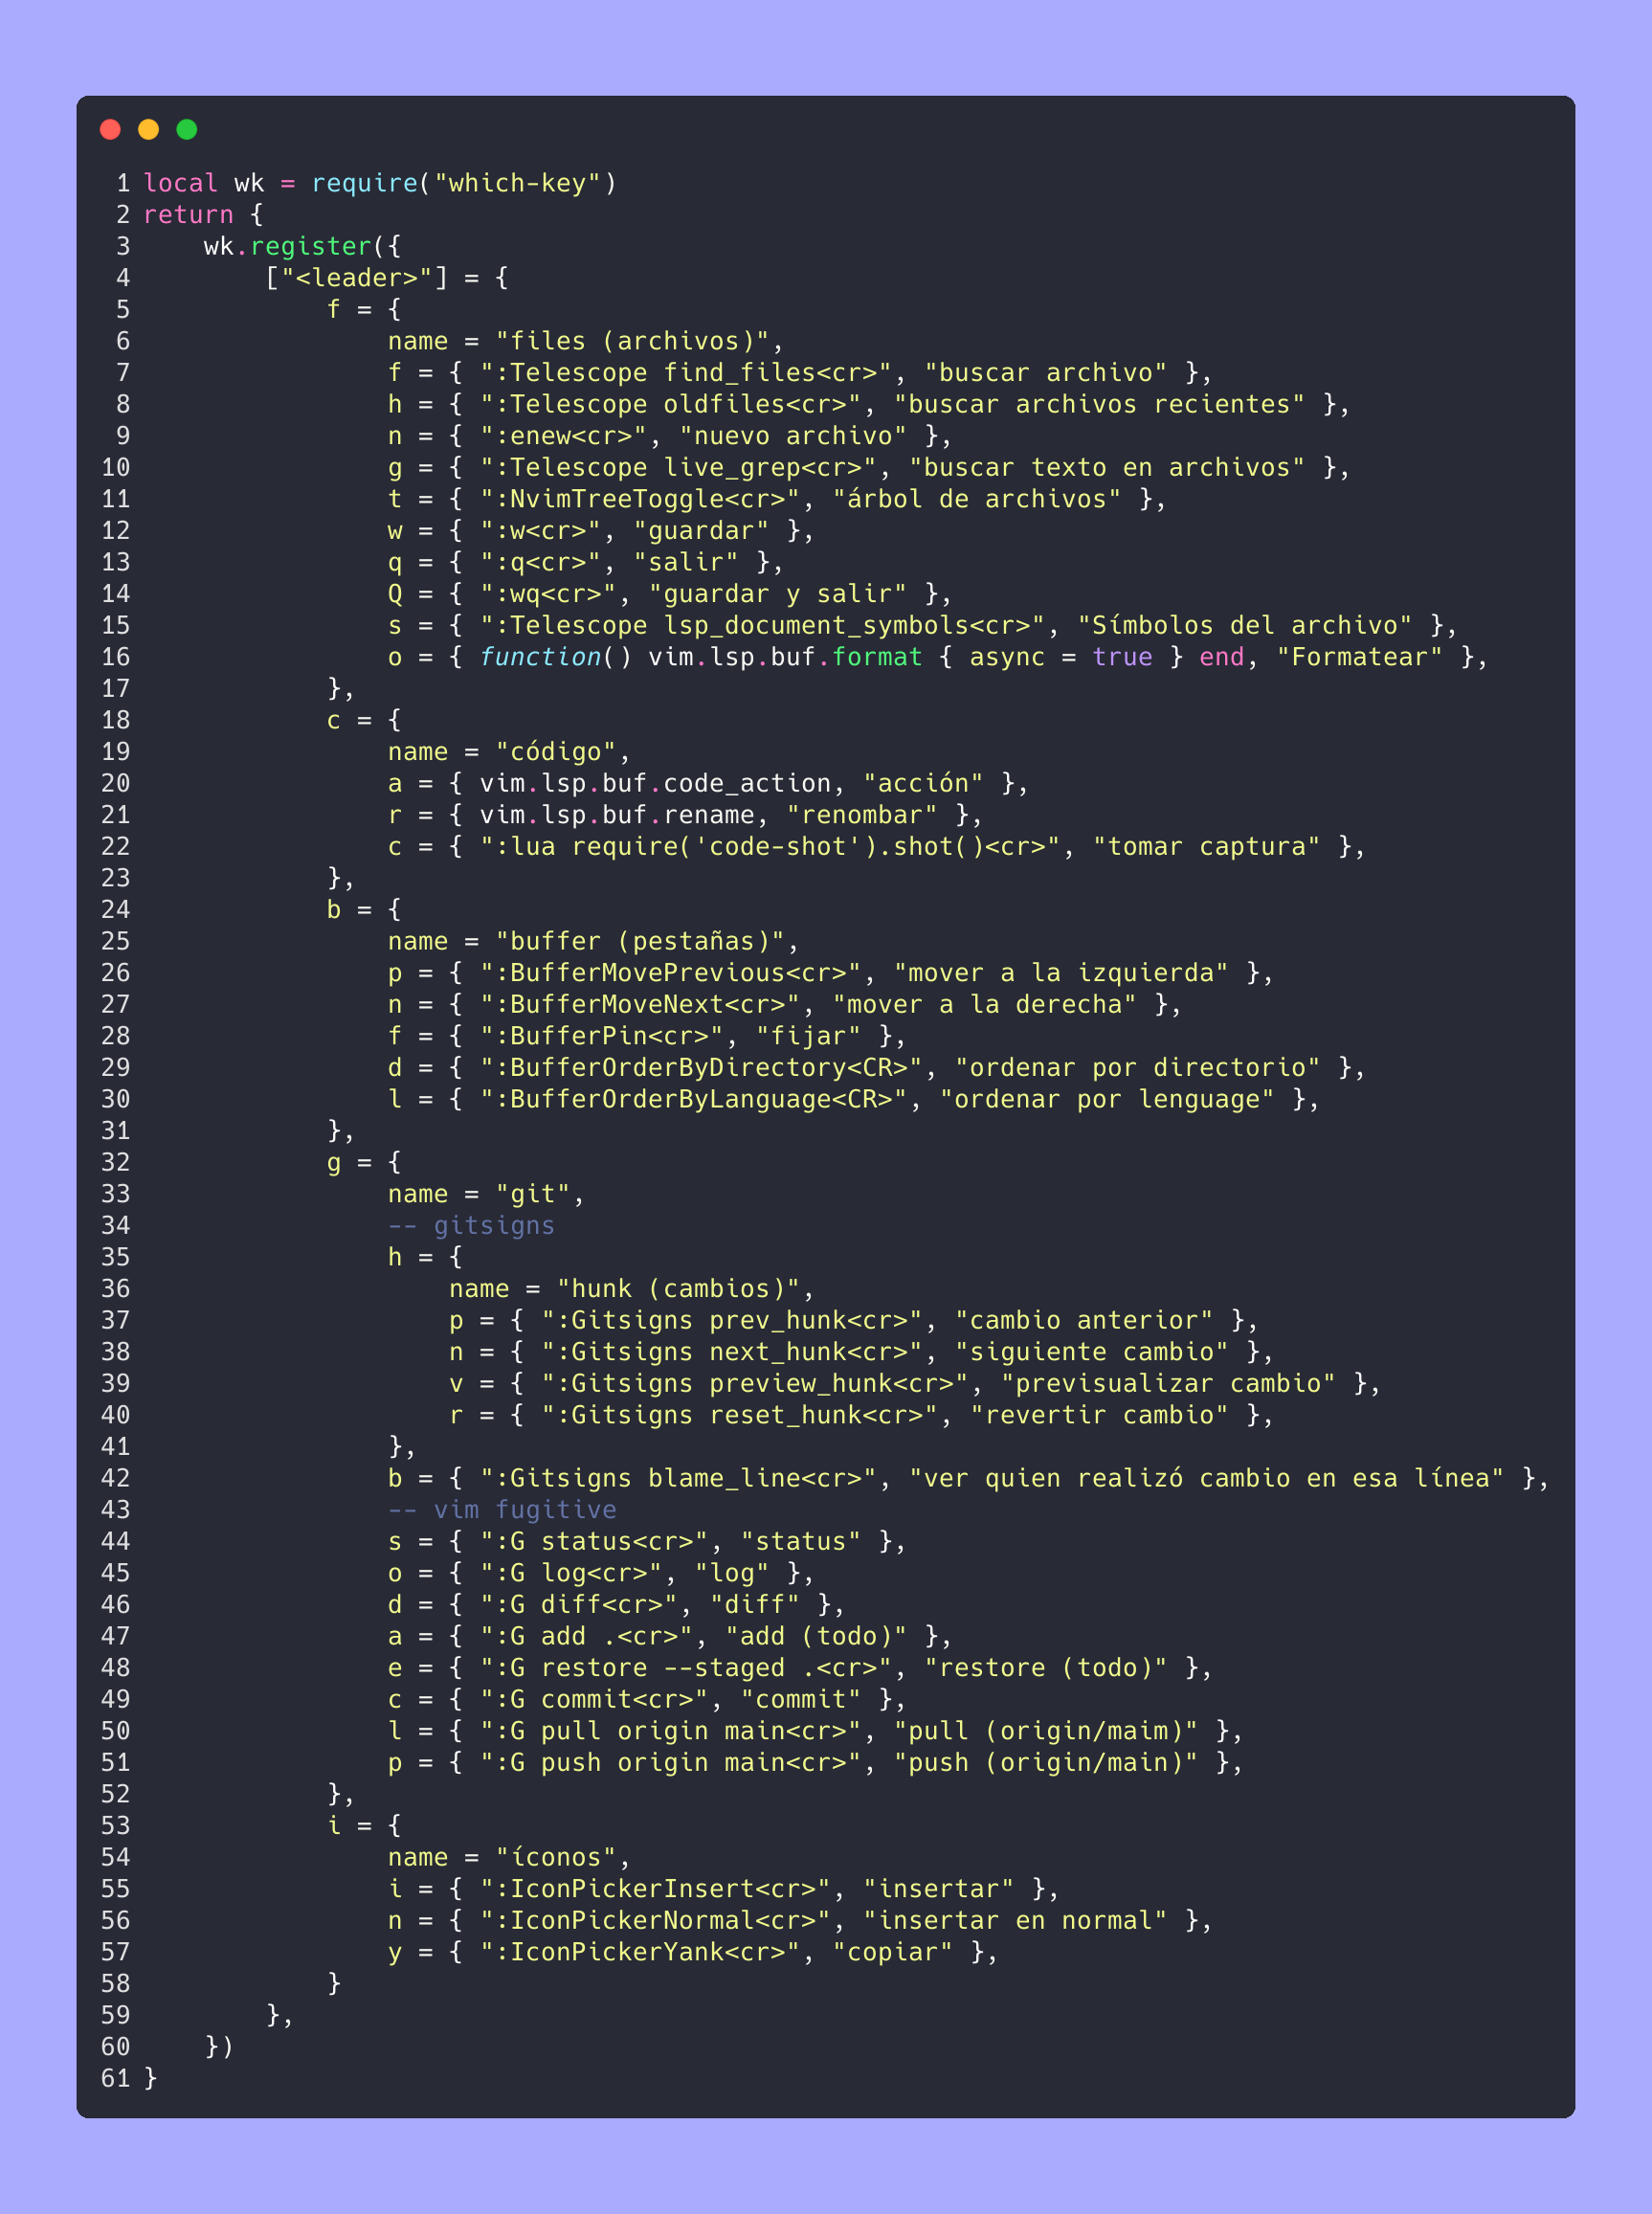 1 local wk = require("which-key")
2 return {
3     wk.register({
4         ["<leader>"] = {
5             f = {
6                 name = "files (archivos)",
7                 f = { ":Telescope find_files<cr>", "buscar archivo" },
8                 h = { ":Telescope oldfiles<cr>", "buscar archivos recientes" },
9                 n = { ":enew<cr>", "nuevo archivo" },
10                 g = { ":Telescope live_grep<cr>", "buscar texto en archivos" },
11                 t = { ":NvimTreeToggle<cr>", "árbol de archivos" },
12                 w = { ":w<cr>", "guardar" },
13                 q = { ":q<cr>", "salir" },
14                 Q = { ":wq<cr>", "guardar y salir" },
15                 s = { ":Telescope lsp_document_symbols<cr>", "Símbolos del archivo" },
16                 o = { function() vim.lsp.buf.format { async = true } end, "Formatear" },
17             },
18             c = {
19                 name = "código",
20                 a = { vim.lsp.buf.code_action, "acción" },
21                 r = { vim.lsp.buf.rename, "renombar" },
22                 c = { ":lua require('code-shot').shot()<cr>", "tomar captura" },
23             },
24             b = {
25                 name = "buffer (pestañas)",
26                 p = { ":BufferMovePrevious<cr>", "mover a la izquierda" },
27                 n = { ":BufferMoveNext<cr>", "mover a la derecha" },
28                 f = { ":BufferPin<cr>", "fijar" },
29                 d = { ":BufferOrderByDirectory<CR>", "ordenar por directorio" },
30                 l = { ":BufferOrderByLanguage<CR>", "ordenar por lenguage" },
31             },
32             g = {
33                 name = "git",
34                 -- gitsigns
35                 h = {
36                     name = "hunk (cambios)",
37                     p = { ":Gitsigns prev_hunk<cr>", "cambio anterior" },
38                     n = { ":Gitsigns next_hunk<cr>", "siguiente cambio" },
39                     v = { ":Gitsigns preview_hunk<cr>", "previsualizar cambio" },
40                     r = { ":Gitsigns reset_hunk<cr>", "revertir cambio" },
41                 },
42                 b = { ":Gitsigns blame_line<cr>", "ver quien realizó cambio en esa línea" },
43                 -- vim fugitive
44                 s = { ":G status<cr>", "status" },
45                 o = { ":G log<cr>", "log" },
46                 d = { ":G diff<cr>", "diff" },
47                 a = { ":G add .<cr>", "add (todo)" },
48                 e = { ":G restore --staged .<cr>", "restore (todo)" },
49                 c = { ":G commit<cr>", "commit" },
50                 l = { ":G pull origin main<cr>", "pull (origin/maim)" },
51                 p = { ":G push origin main<cr>", "push (origin/main)" },
52             },
53             i = {
54                 name = "íconos",
55                 i = { ":IconPickerInsert<cr>", "insertar" },
56                 n = { ":IconPickerNormal<cr>", "insertar en normal" },
57                 y = { ":IconPickerYank<cr>", "copiar" },
58             }
59         },
60     })
61 }